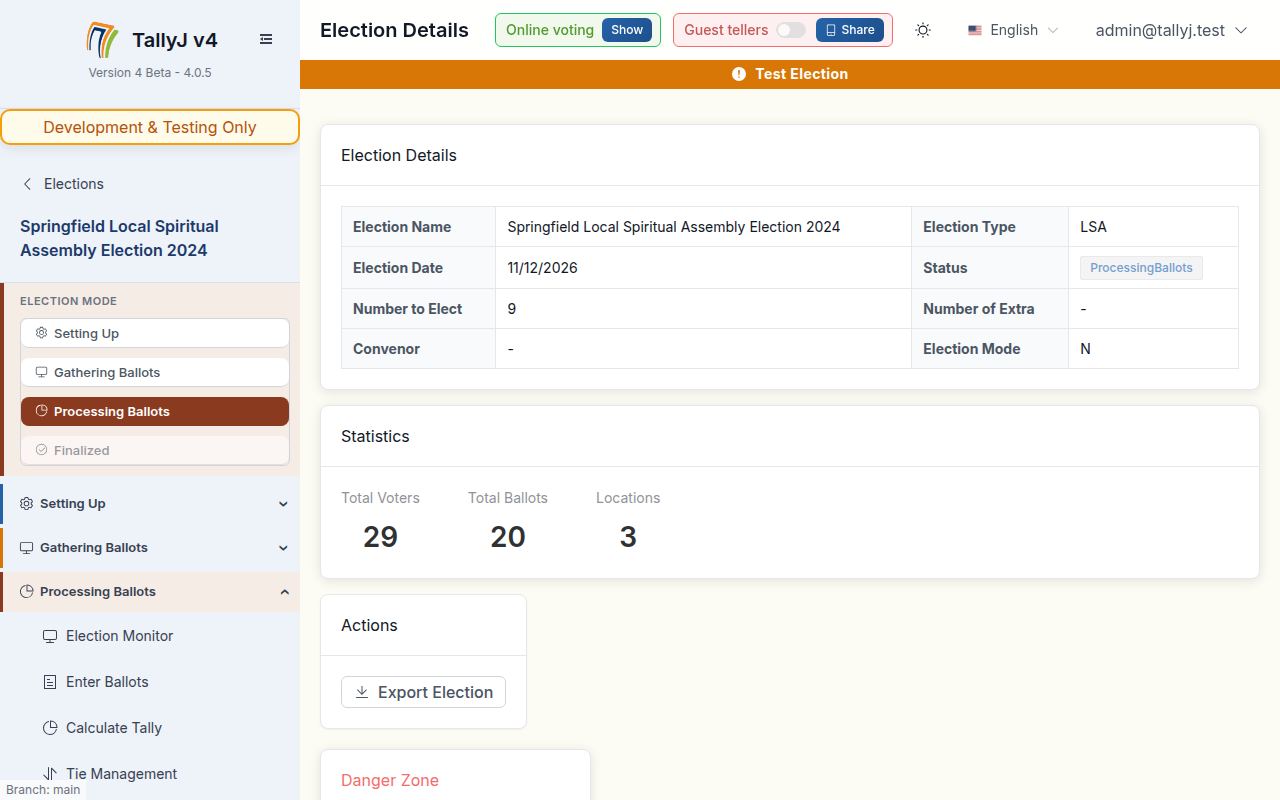 TallyJ v4
Version 4 Beta - 4.0.5
Development & Testing Only
Elections
Springfield Local Spiritual
Assembly Election 2024
ELECTION MODE
Setting Up
Gathering Ballots
Processing Ballots
Finalized
Setting Up
Gathering Ballots
Processing Ballots
Election Monitor
Enter Ballots
Calculate Tally
Tie Management
Branch: main
Election Details
Online voting Show
Guest tellers Share
English
admin@tallyj.test
Test Election
Election Details
Election Name Springfield Local Spiritual Assembly Election 2024 Election Type LSA
Election Date 11/12/2026 Status ProcessingBallots
Number to Elect 9 Number of Extra -
Convenor - Election Mode N
Statistics
Total Voters Total Ballots Locations
29 20 3
Actions
Export Election
Danger Zone